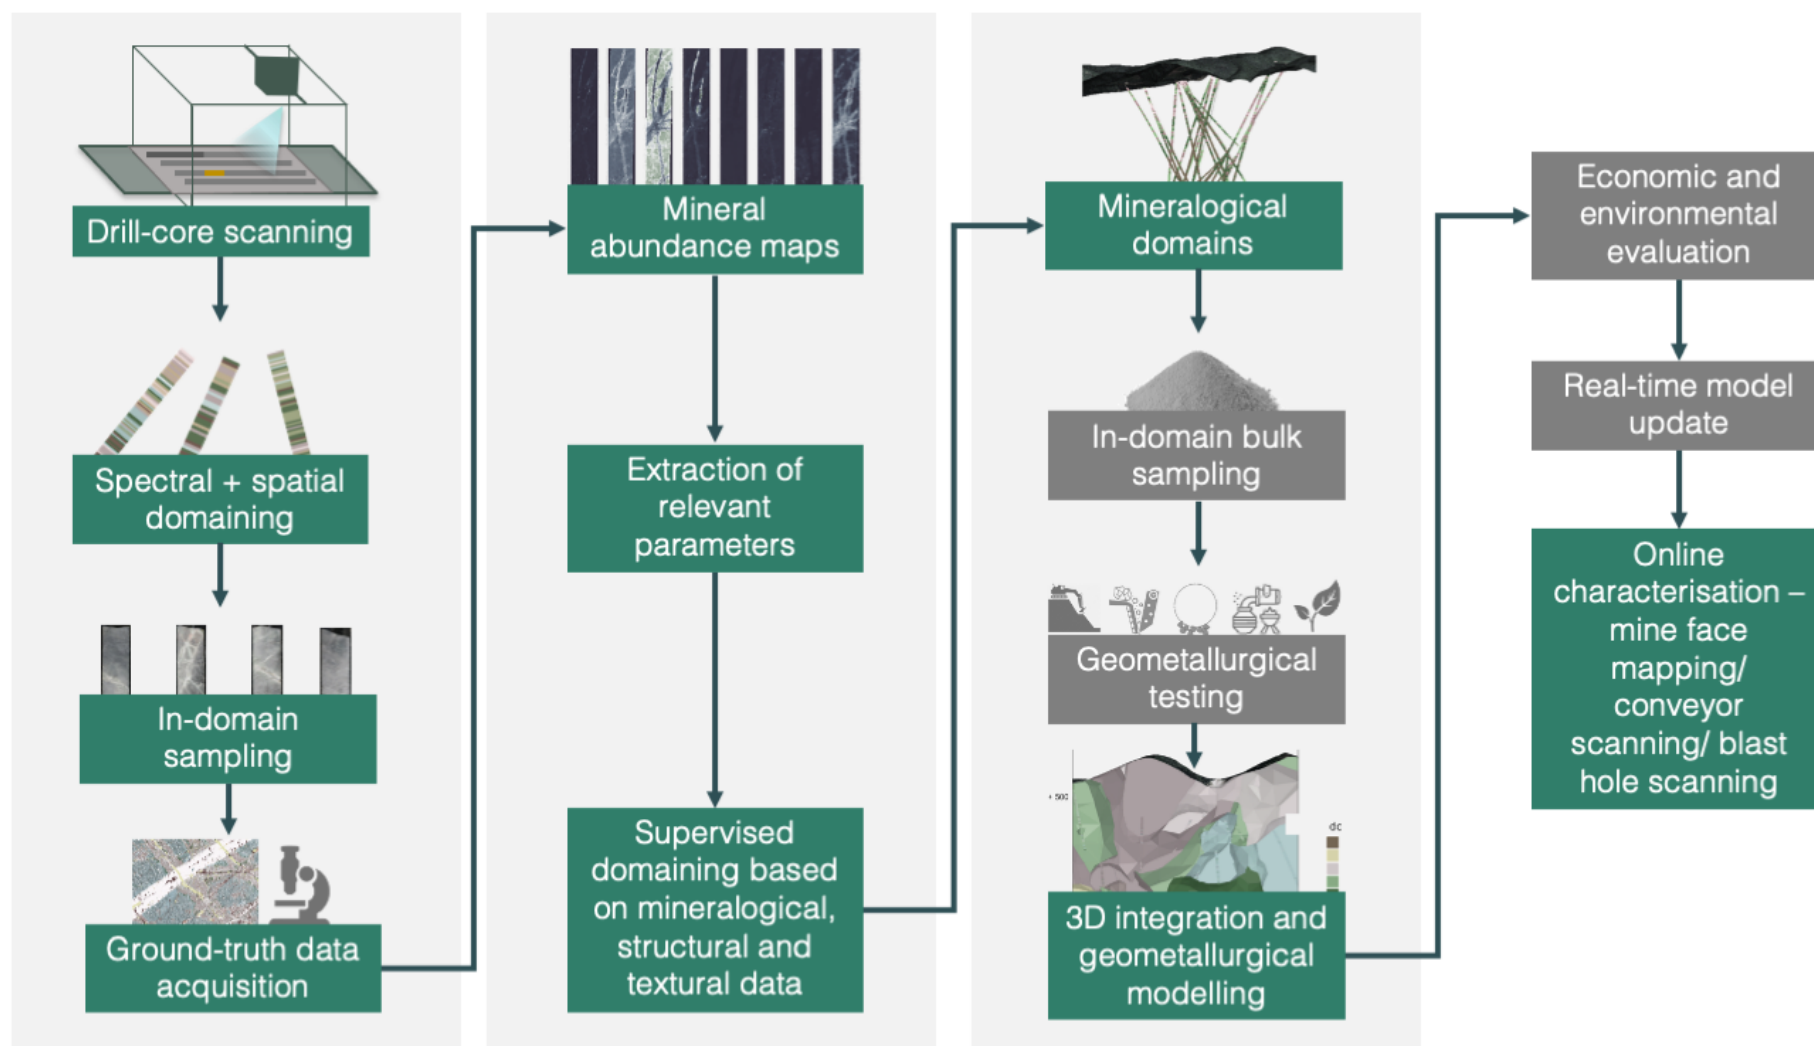 Drill-core scanning
Spectral + spatial
domaining
In-domain
sampling
Ground-truth data
acquisition
Mineral
abundance maps
Extraction of
relevant
parameters
Supervised
domaining based
on mineralogical,
structural and
textural data
Mineralogical
domains
In-domain bulk
sampling
Geometallurgical
testing
+ 500
dc
3D integration and
geometallurgical
modelling
Economic and
environmental
evaluation
Real-time model
update
Online
characterisation –
mine face
mapping/
conveyor
scanning/ blast
hole scanning